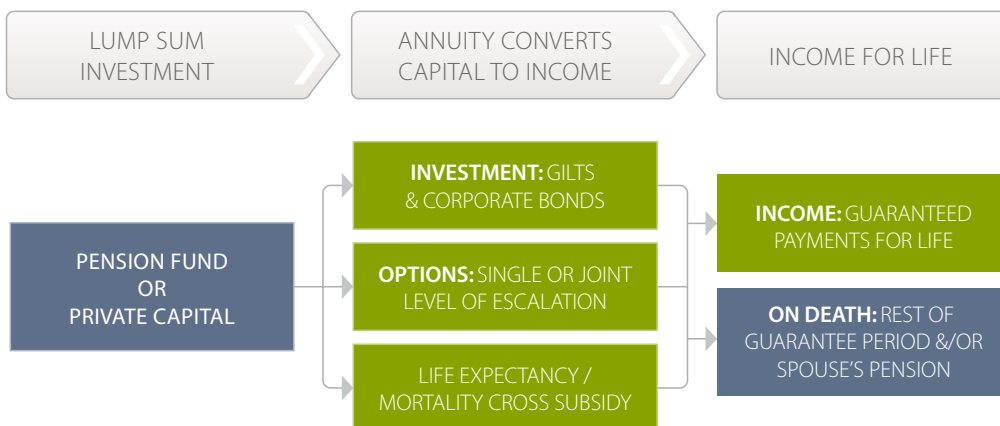 LUMP SUM
INVESTMENT
ANNUITY CONVERTS
CAPITAL TO INCOME
INCOME FOR LIFE
PENSION FUND
OR
PRIVATE CAPITAL
INVESTMENT: GILTS
& CORPORATE BONDS
OPTIONS: SINGLE OR JOINT
LEVEL OF ESCALATION
LIFE EXPECTANCY /
MORTALITY CROSS SUBSIDY
INCOME: GUARANTEED
PAYMENTS FOR LIFE
ON DEATH: REST OF
GUARANTEE PERIOD &/OR
SPOUSE'S PENSION